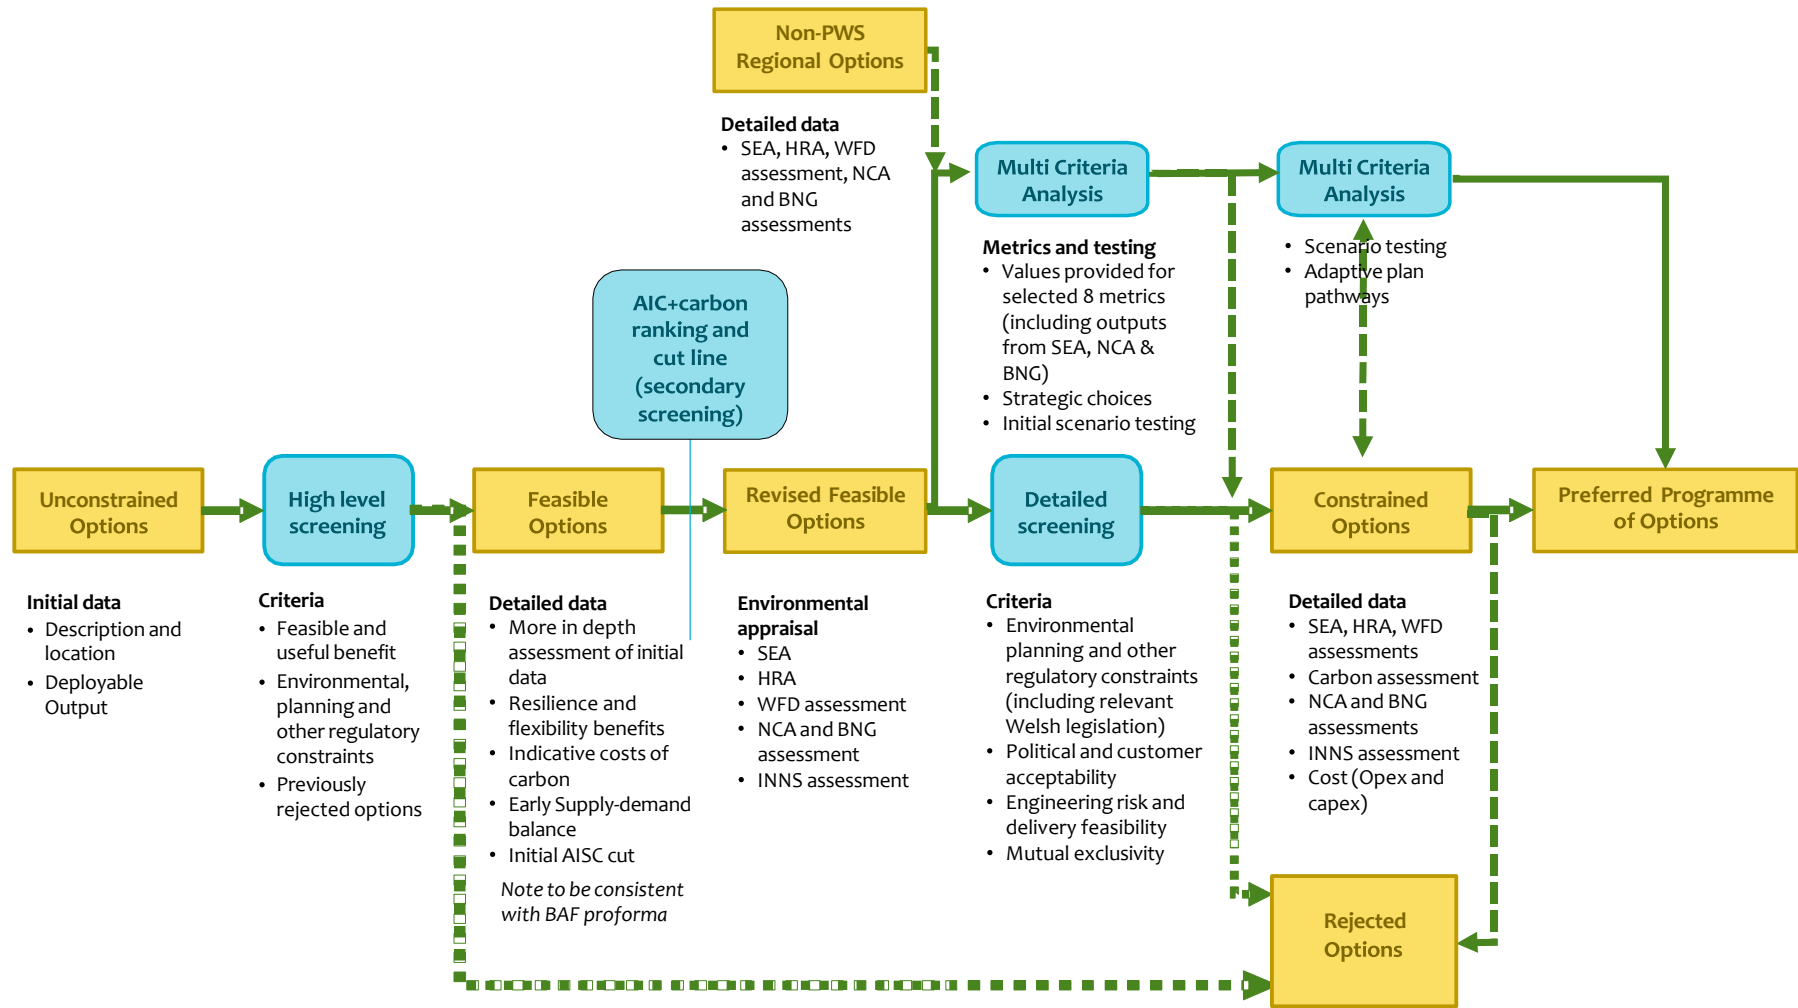 Non-PWS
Regional Options
Detailed data
• SEA, HRA, WFD
assessment, NCA
and BNG
assessments
Multi Criteria
Analysis
Multi Criteria
Analysis
Metrics and testing
• Values provided for
selected 8 metrics
(including outputs
from SEA, NCA &
BNG)
• Strategic choices
• Initial scenario testing
• Scenario testing
• Adaptive plan
pathways
AIC+carbon
ranking and
cut line
(secondary
screening)
Unconstrained
Options
High level
screening
Feasible
Options
Revised Feasible
Options
Detailed
screening
Constrained
Options
Preferred Programme
of Options
Initial data
• Description and
location
• Deployable
Output
Criteria
• Feasible and
useful benefit
• Environmental,
planning and
other regulatory
constraints
• Previously
rejected options
Detailed data
• More in depth
assessment of initial
data
• Resilience and
flexibility benefits
• Indicative costs of
carbon
• Early Supply-demand
balance
• Initial AISC cut
Note to be consistent
with BAF proforma
Environmental
appraisal
• SEA
• HRA
• WFD assessment
• NCA and BNG
assessment
• INNS assessment
Criteria
• Environmental
planning and other
regulatory constraints
(including relevant
Welsh legislation)
• Political and customer
acceptability
• Engineering risk and
delivery feasibility
• Mutual exclusivity
Detailed data
• SEA, HRA, WFD
assessments
• Carbon assessment
• NCA and BNG
assessments
• INNS assessment
• Cost (Opex and
capex)
Rejected
Options